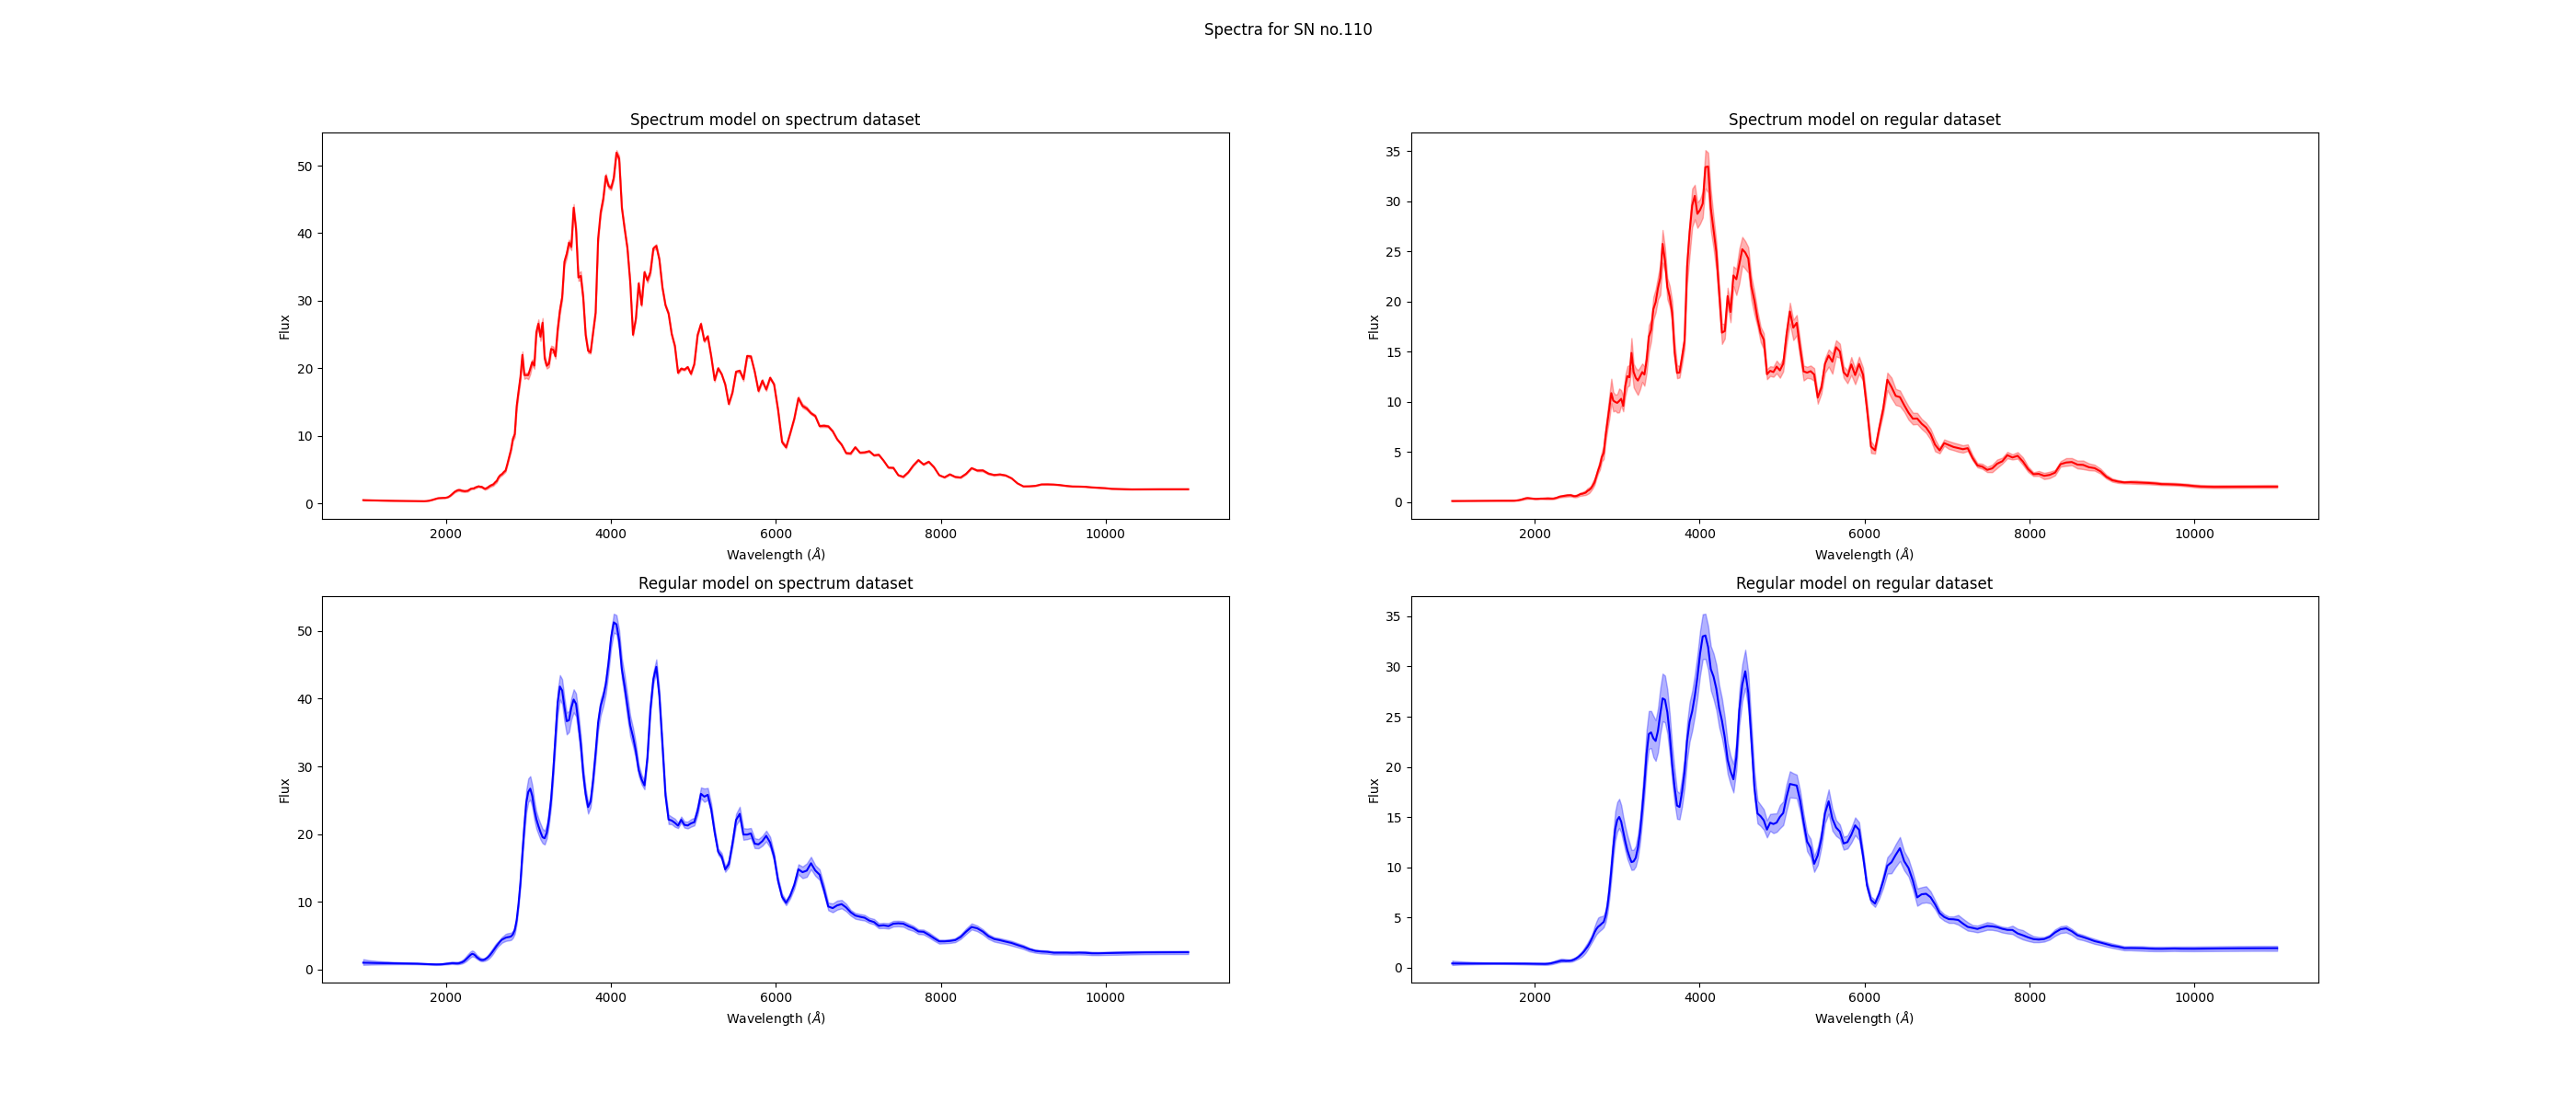 Spectra for SN no.110
Spectrum model on spectrum dataset
50
40
30
20
10
0
Flux
2000 4000 6000 8000 10000
Wavelength (Å)
Spectrum model on regular dataset
35
30
25
20
15
10
5
0
Flux
2000 4000 6000 8000 10000
Wavelength (Å)
Regular model on spectrum dataset
50
40
30
20
10
0
Flux
2000 4000 6000 8000 10000
Wavelength (Å)
Regular model on regular dataset
35
30
25
20
15
10
5
0
Flux
2000 4000 6000 8000 10000
Wavelength (Å)